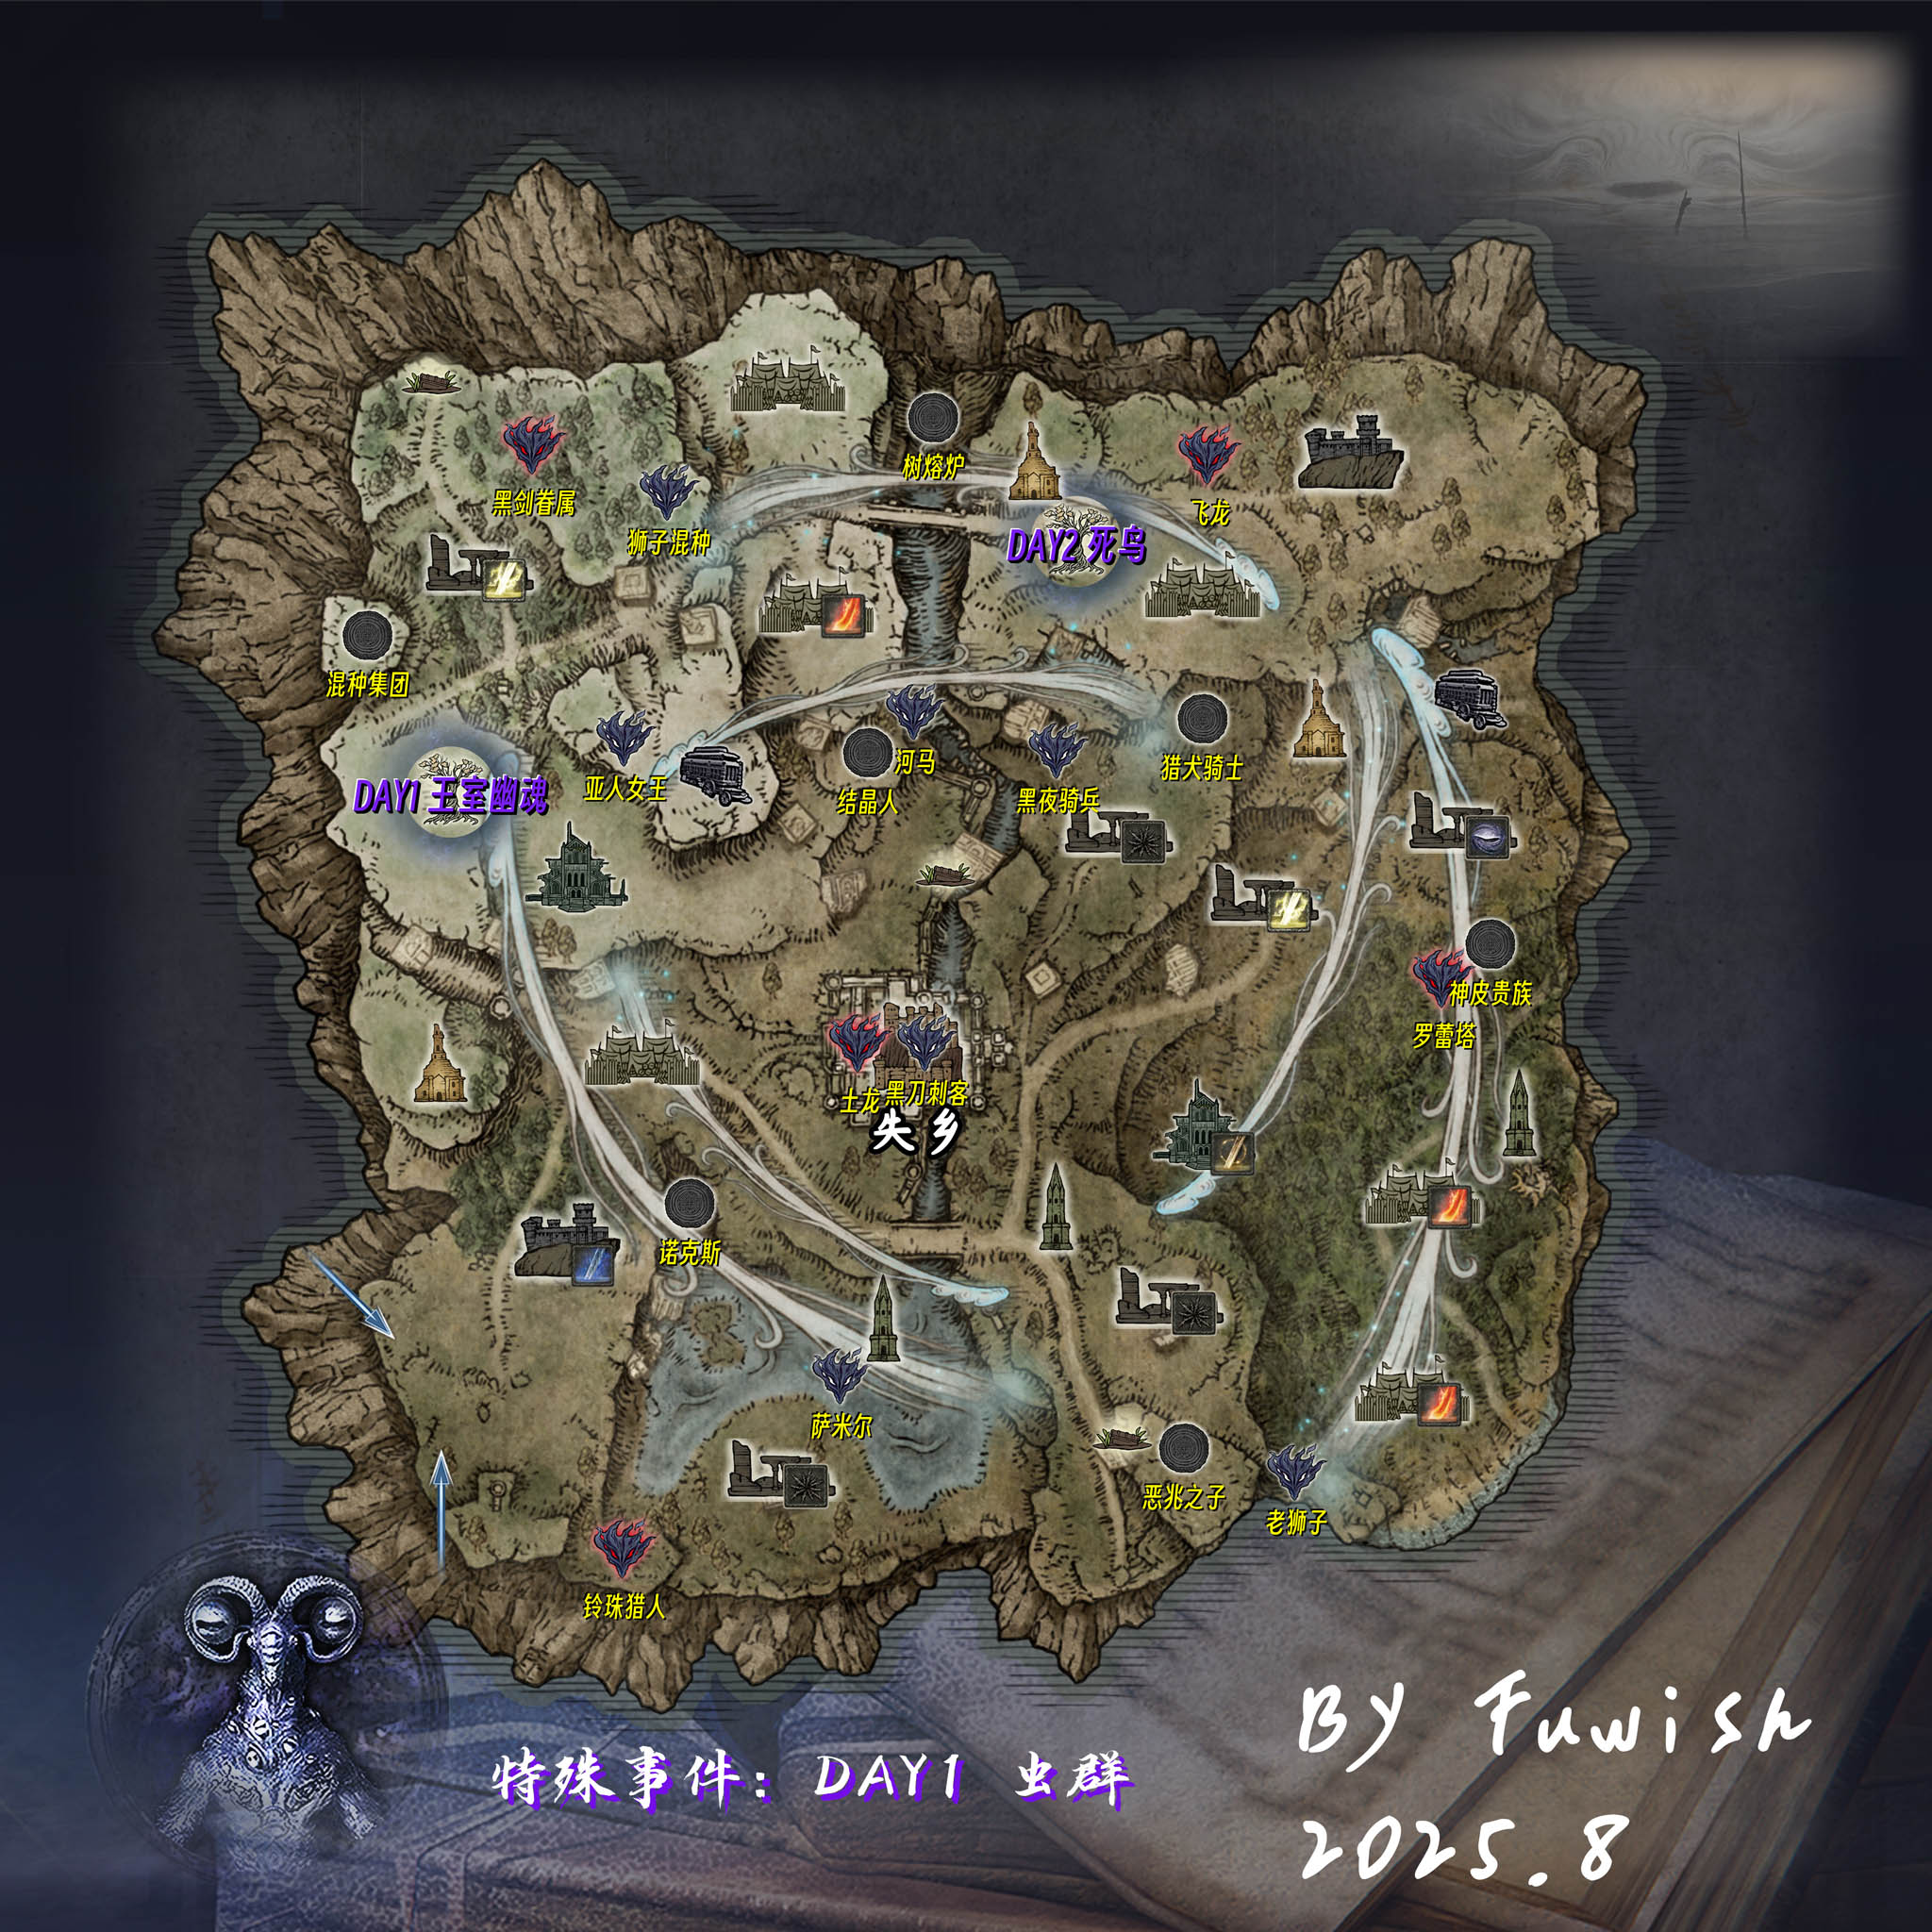 树熔炉
黑剑眷属
飞龙
狮子混种
DAY2 死鸟
混种集团
河马
猎犬骑士
亚人女王
DAY1 王室幽魂
结晶人
黑夜骑兵
神皮贵族
罗蕾塔
土龙
黑刀刺客
失乡
诺克斯
萨米尔
恶兆之子
老狮子
铃珠猎人
By Fuwish
特殊事件：DAY1 虫群
2025.8